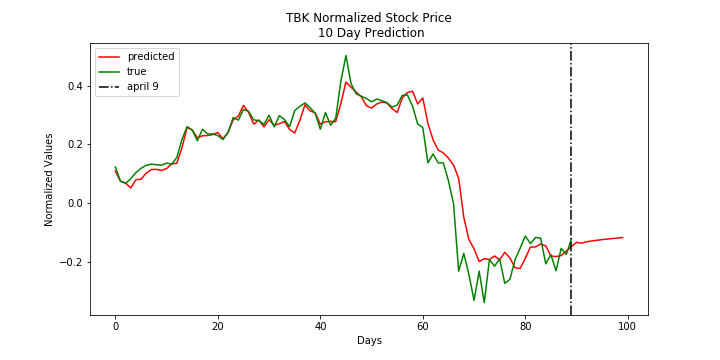 TBK Normalized Stock Price
10 Day Prediction
predicted
true
april 9
Normalized Values
0.4
0.2
0.0
−0.2
0
20
40
60
80
100
Days